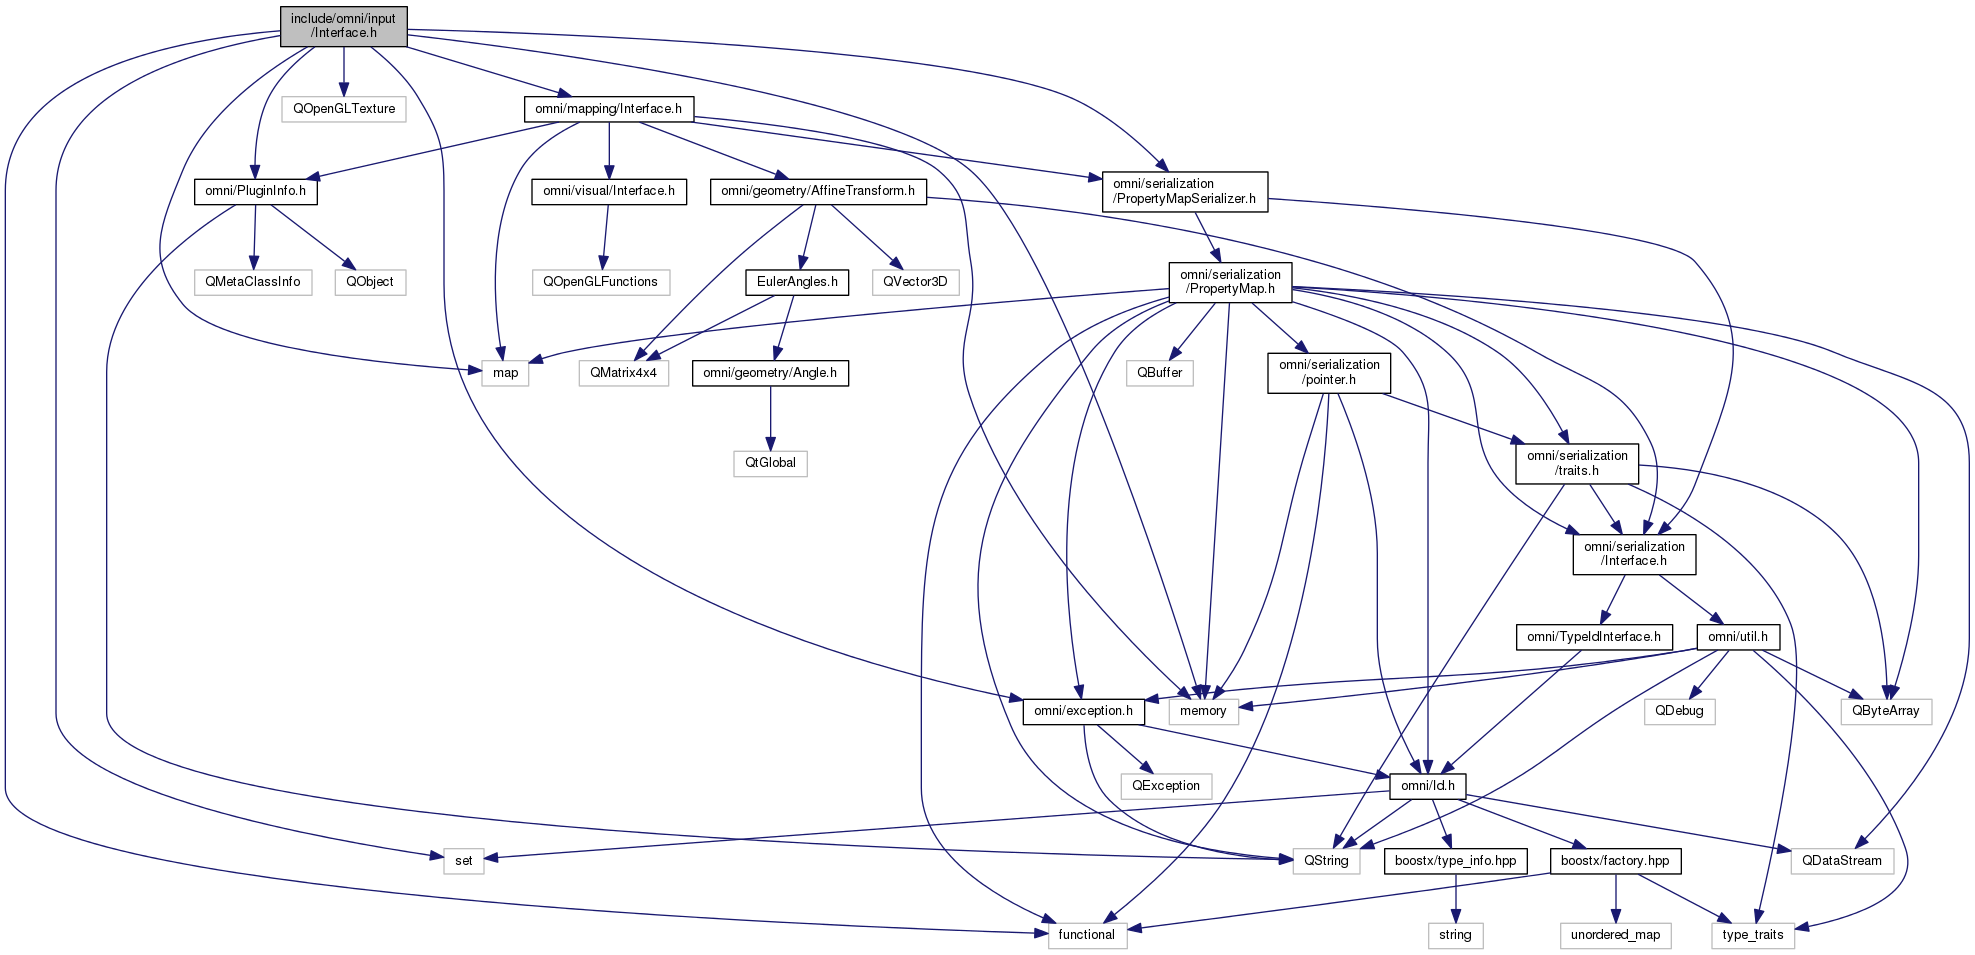 include/omni/input
/Interface.h
QOpenGLTexture
omni/mapping/Interface.h
omni/PluginInfo.h
omni/visual/Interface.h
omni/geometry/AffineTransform.h
omni/serialization
/PropertyMapSerializer.h
QMetaClassInfo
QObject
QOpenGLFunctions
EulerAngles.h
QVector3D
omni/serialization
/PropertyMap.h
map
QMatrix4x4
omni/geometry/Angle.h
QBuffer
omni/serialization
/pointer.h
QtGlobal
omni/serialization
/traits.h
omni/serialization
/Interface.h
omni/TypeIdInterface.h
omni/util.h
omni/exception.h
memory
QDebug
QByteArray
QException
omni/Id.h
set
QString
boostx/type_info.hpp
boostx/factory.hpp
QDataStream
functional
string
unordered_map
type_traits